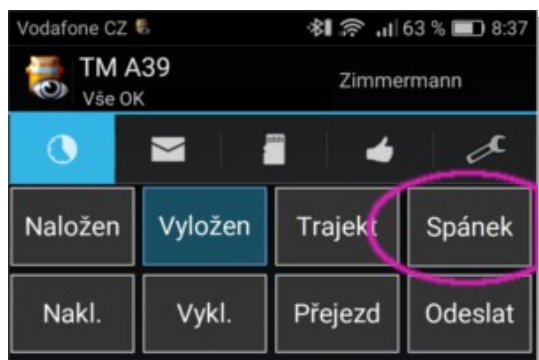 Vodafone CZ 63 % 8:37
TM A39
Zimmermann
Vše OK
Naložen Vyložen Trajekt Spánek
Nakl. Vykl. Přejezd Odeslat